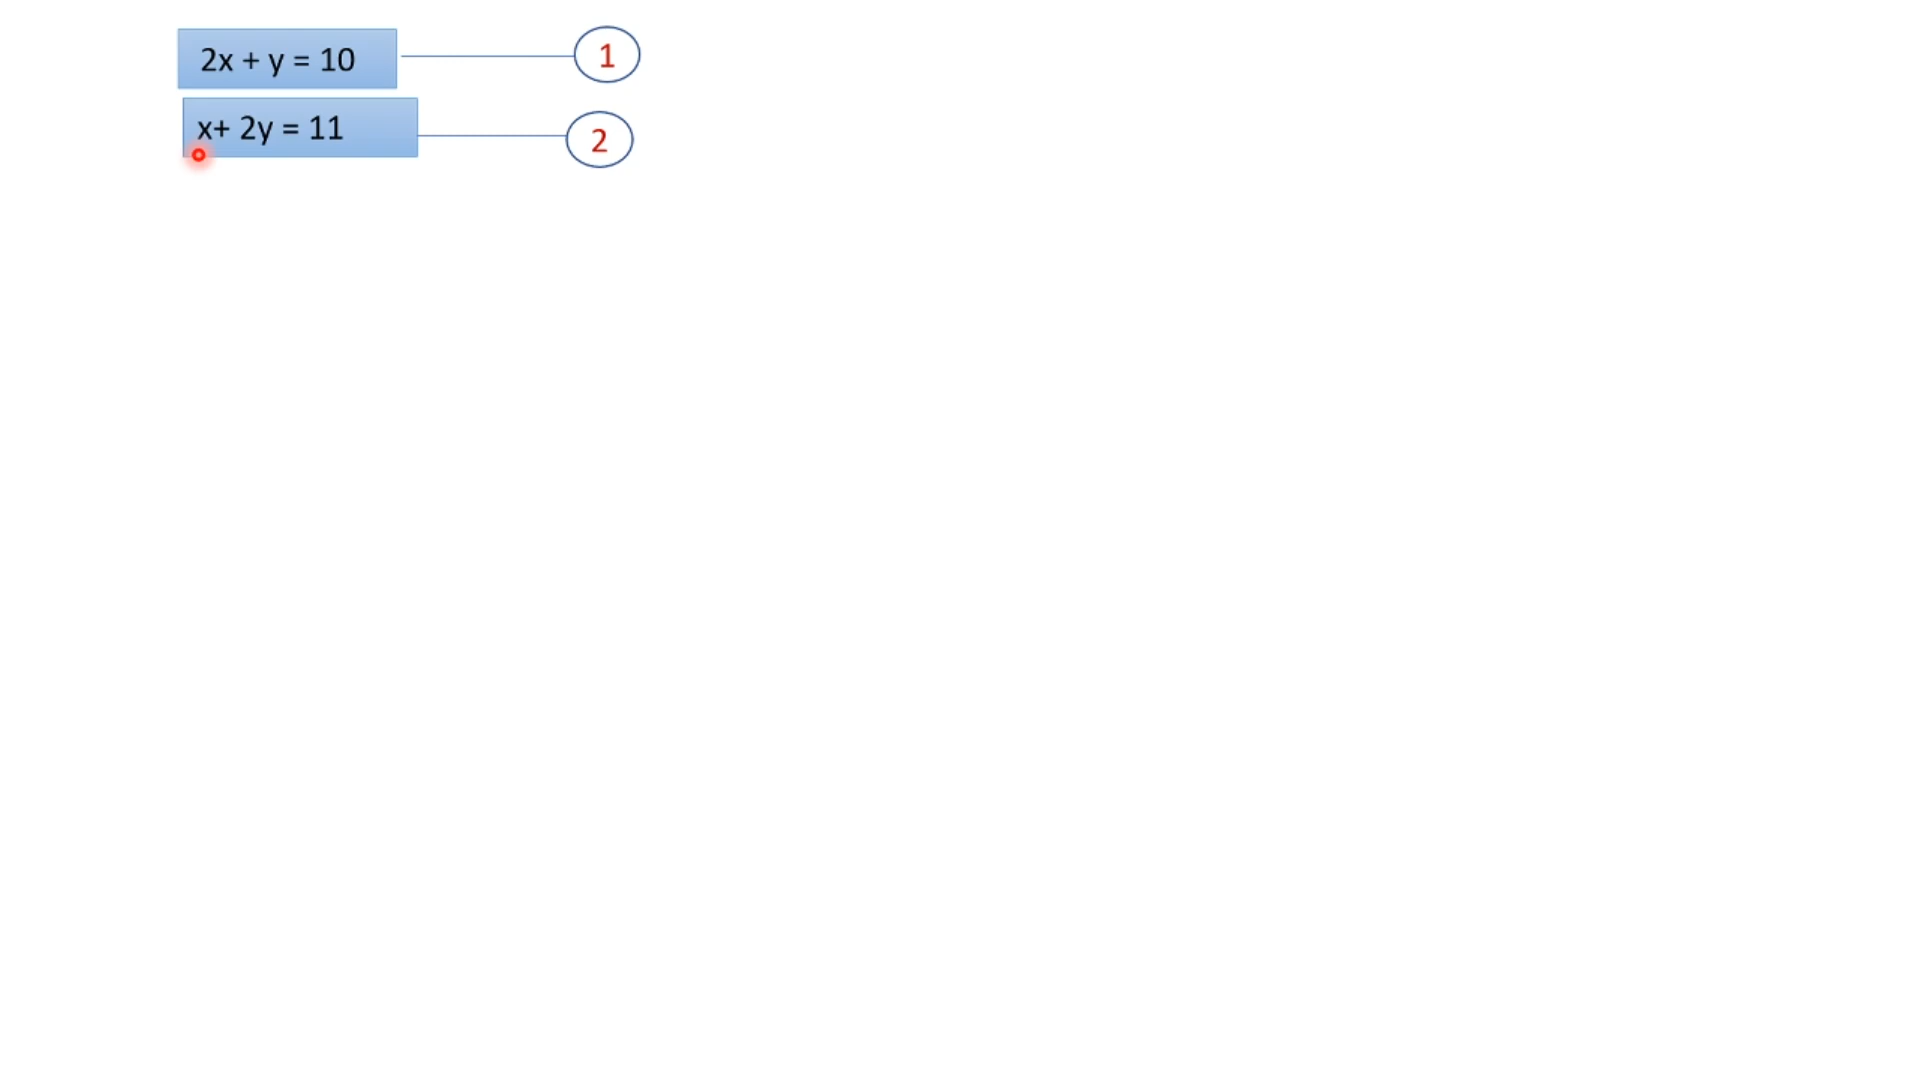 2x + y = 10 1
x+ 2y = 11 2